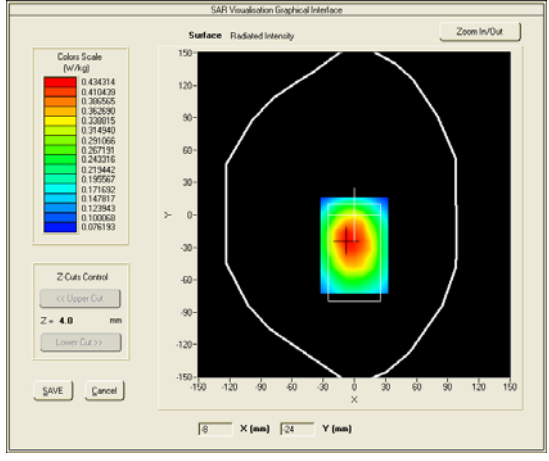 SAR Visualisation Graphical Interface
Surface Radiated Intensity
Zoom In/Out
Colors Scale
(W/kg)
0.434314
0.410439
0.386565
0.362690
0.338815
0.314940
0.291066
0.267191
0.243316
0.219442
0.195567
0.171692
0.147817
0.123943
0.100068
0.076193
150
120
90
60
30
0
-30
-60
-90
-120
-150
Y
-150 -120 -90 -60 -30 0 30 60 90 120 150
X
Z Cuts Control
<< Upper Cut
Z = 4.0 mm
Lower Cut >>
SAVE Cancel
-8 X (mm) -24 Y (mm)